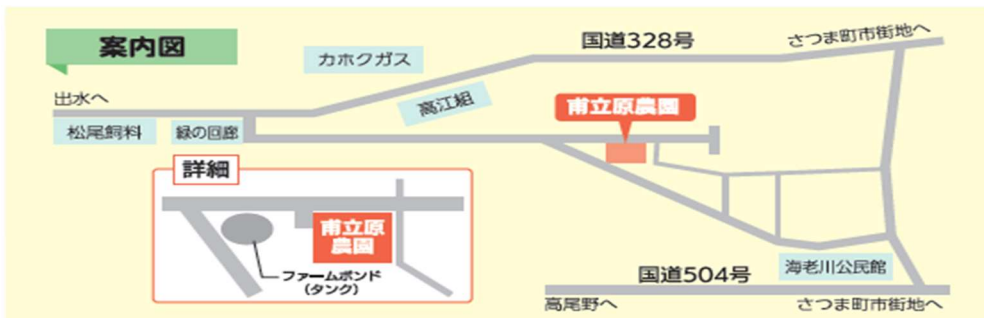 案内図
カホクガス
国道328号
さつま町市街地へ
出水へ
高江組
甫立原農園
松尾飼料
緑の回廊
詳細
甫立原
農園
ファームポンド
(タンク)
海老川公民館
国道504号
高尾野へ
さつま町市街地へ